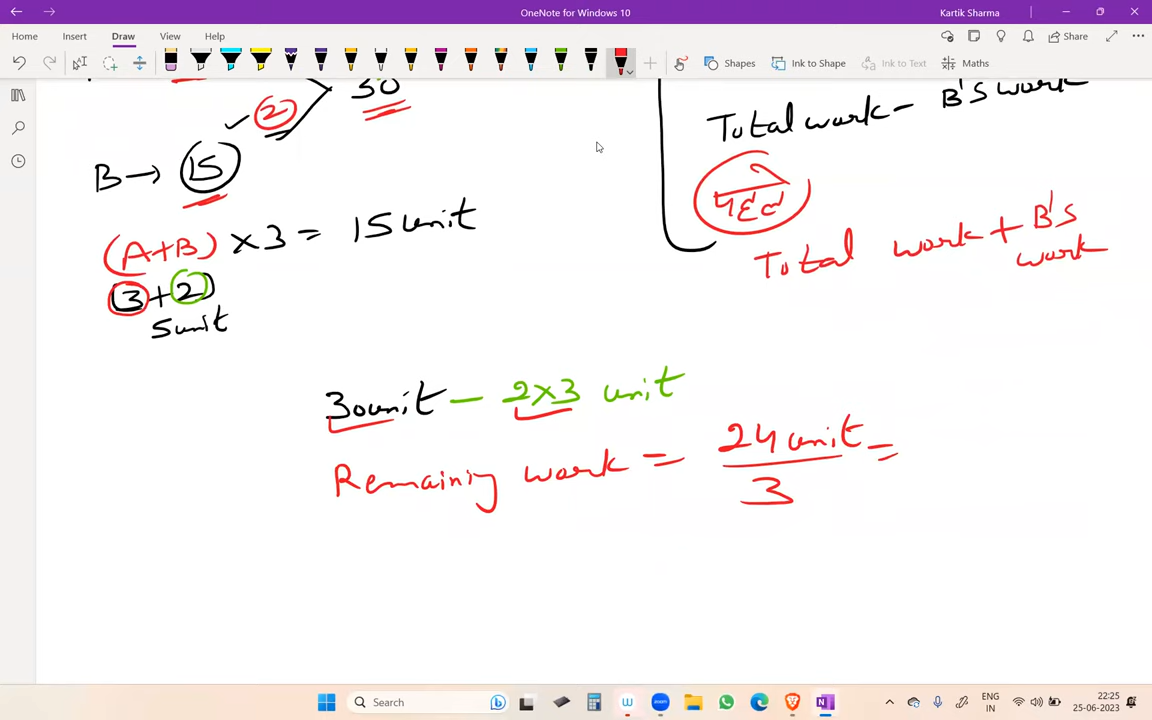 OneNote for Windows 10
Kartik Sharma
Home Insert Draw View Help
Share
Shapes
Ink to Shape
Ink to Text
Maths
30
2
B → 15
(A+B) × 3 = 15 unit
(3+2)
5 unit
Total work - B's work
पहले
Total work + B's
work
30 unit - 2×3 unit
Remaining work = 24 unit =
3
Search
ENG
IN
22:25
25-06-2023